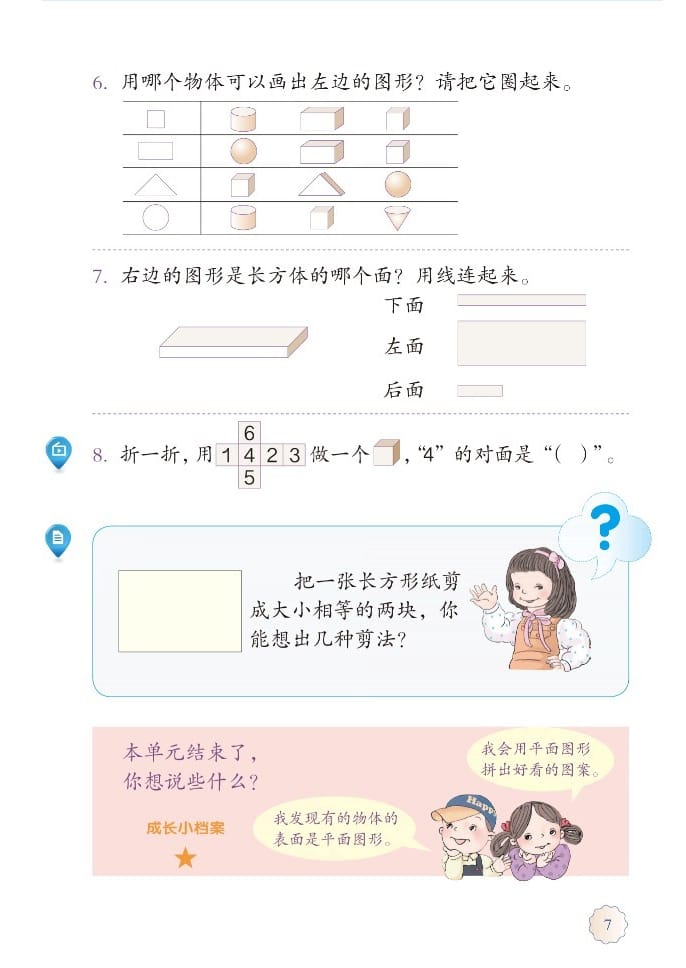 6. 用哪个物体可以画出左边的图形？请把它圈起来。
7. 右边的图形是长方体的哪个面？用线连起来。
下面
左面
后面
6
8. 折一折，用 1 4 2 3 做一个 ，“4”的对面是“（ ）”。
5
?
把一张长方形纸剪
成大小相等的两块，你
能想出几种剪法？
本单元结束了，
你想说些什么？
我会用平面图形
拼出好看的图案。
成长小档案
我发现有的物体的
表面是平面图形。
Happy
7